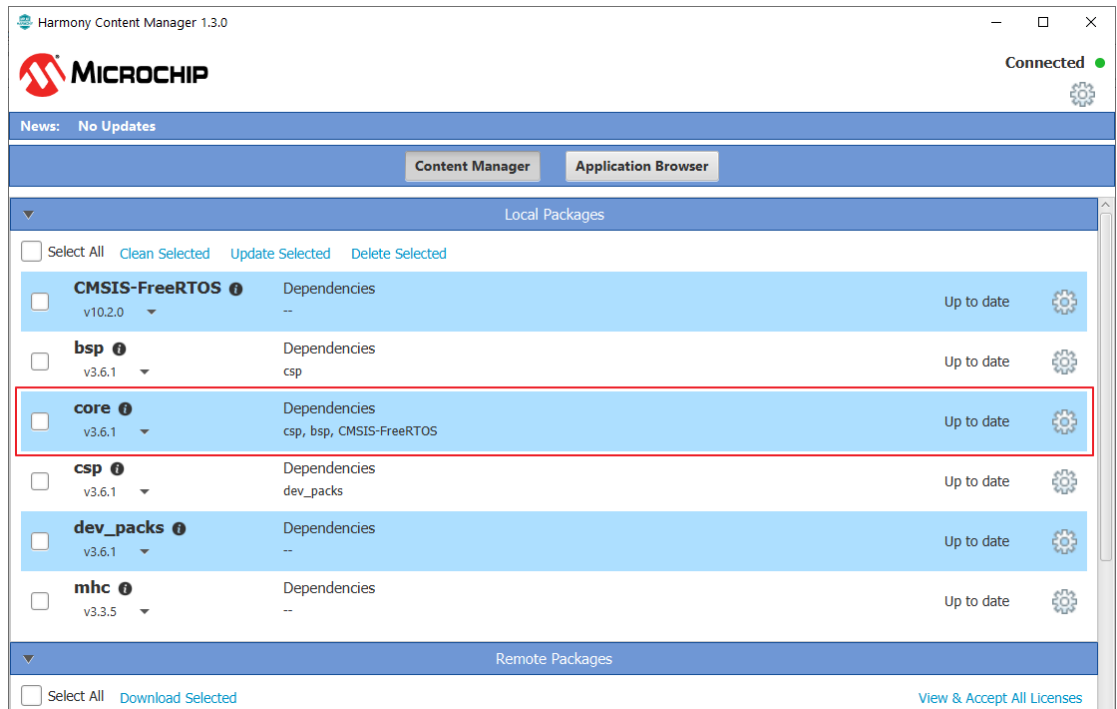 Harmony Content Manager 1.3.0
MICROCHIP
Connected
News: No Updates
Content Manager Application Browser
Local Packages
Select All Clean Selected Update Selected Delete Selected
CMSIS-FreeRTOS Dependencies
v10.2.0 -- Up to date
bsp Dependencies
v3.6.1 csp Up to date
core Dependencies
v3.6.1 csp, bsp, CMSIS-FreeRTOS Up to date
csp Dependencies
v3.6.1 dev_packs Up to date
dev_packs Dependencies
v3.6.1 -- Up to date
mhc Dependencies
v3.3.5 -- Up to date
Remote Packages
Select All Download Selected View & Accept All Licenses